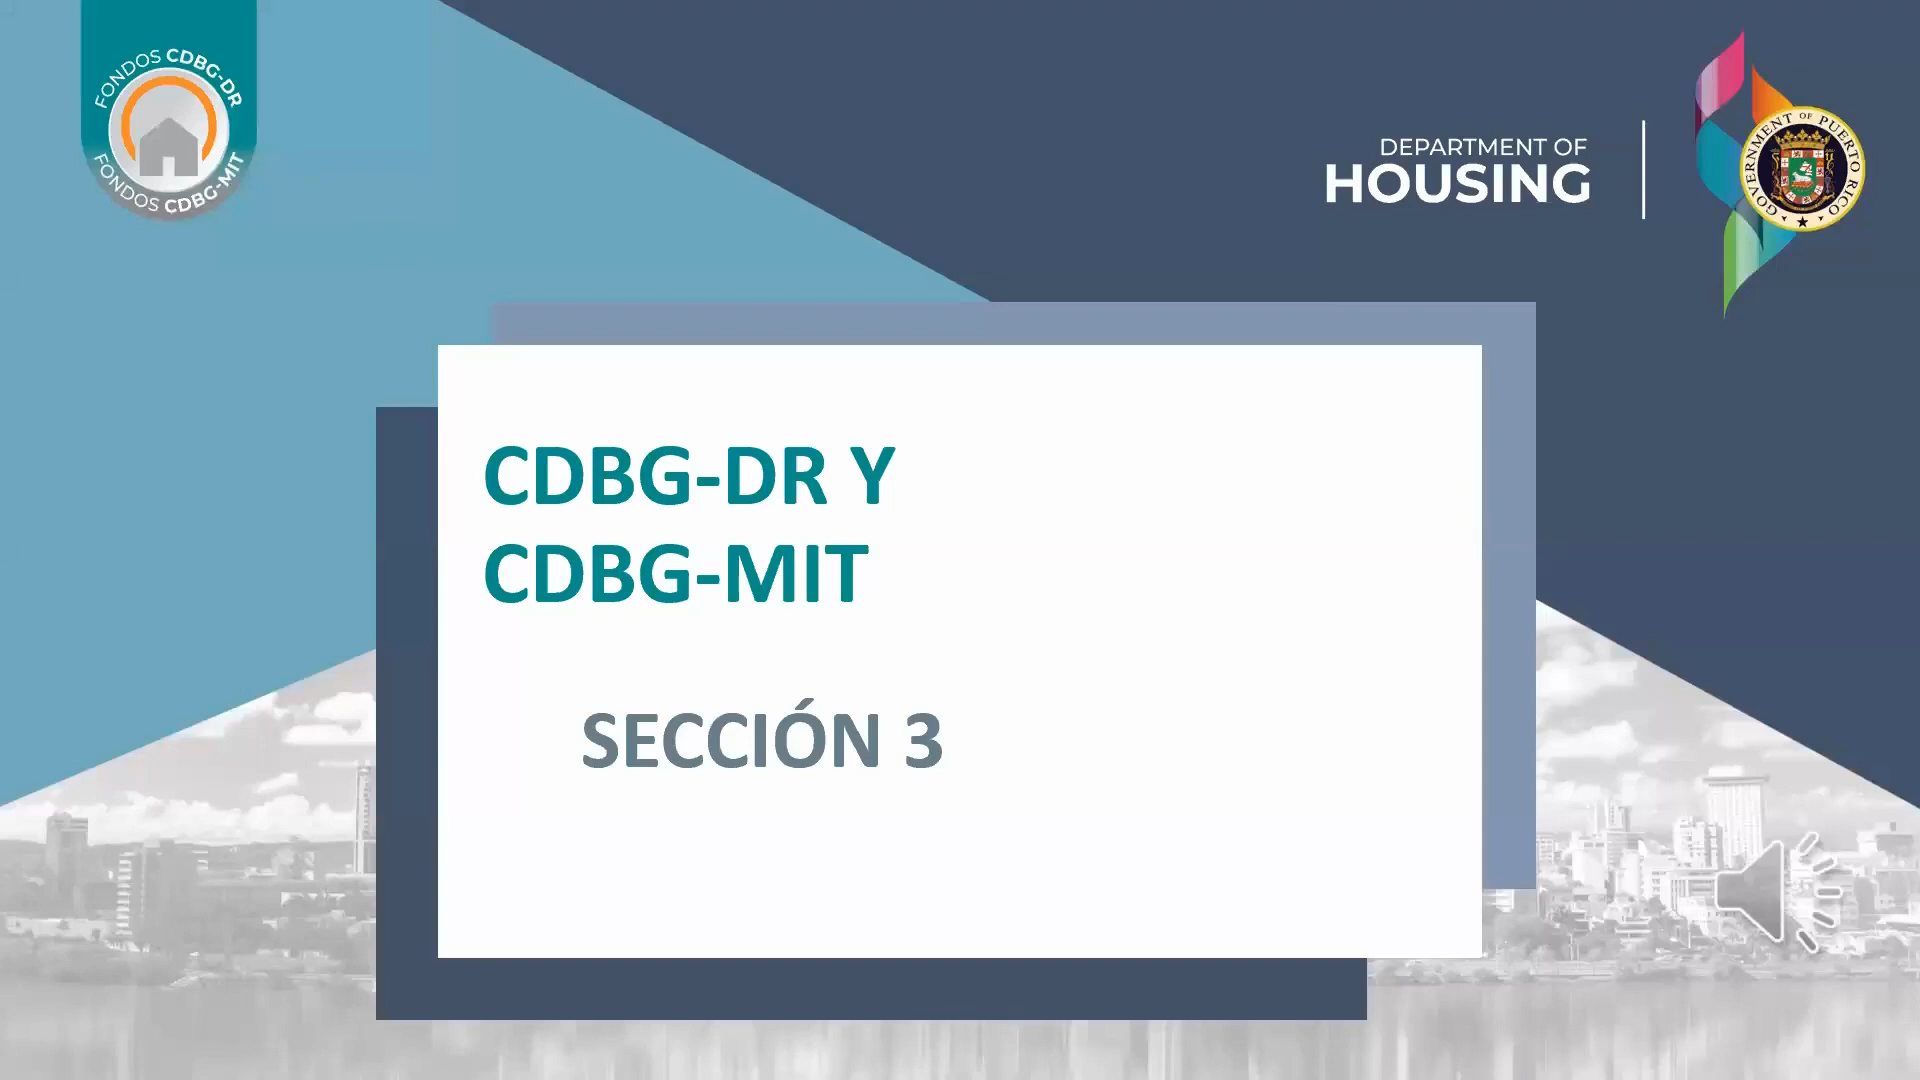 FONDOS CDBG-DR
FONDOS CDBG-MIT
DEPARTMENT OF
HOUSING
GOVERNMENT OF PUERTO RICO
CDBG-DR Y
CDBG-MIT
SECCIÓN 3